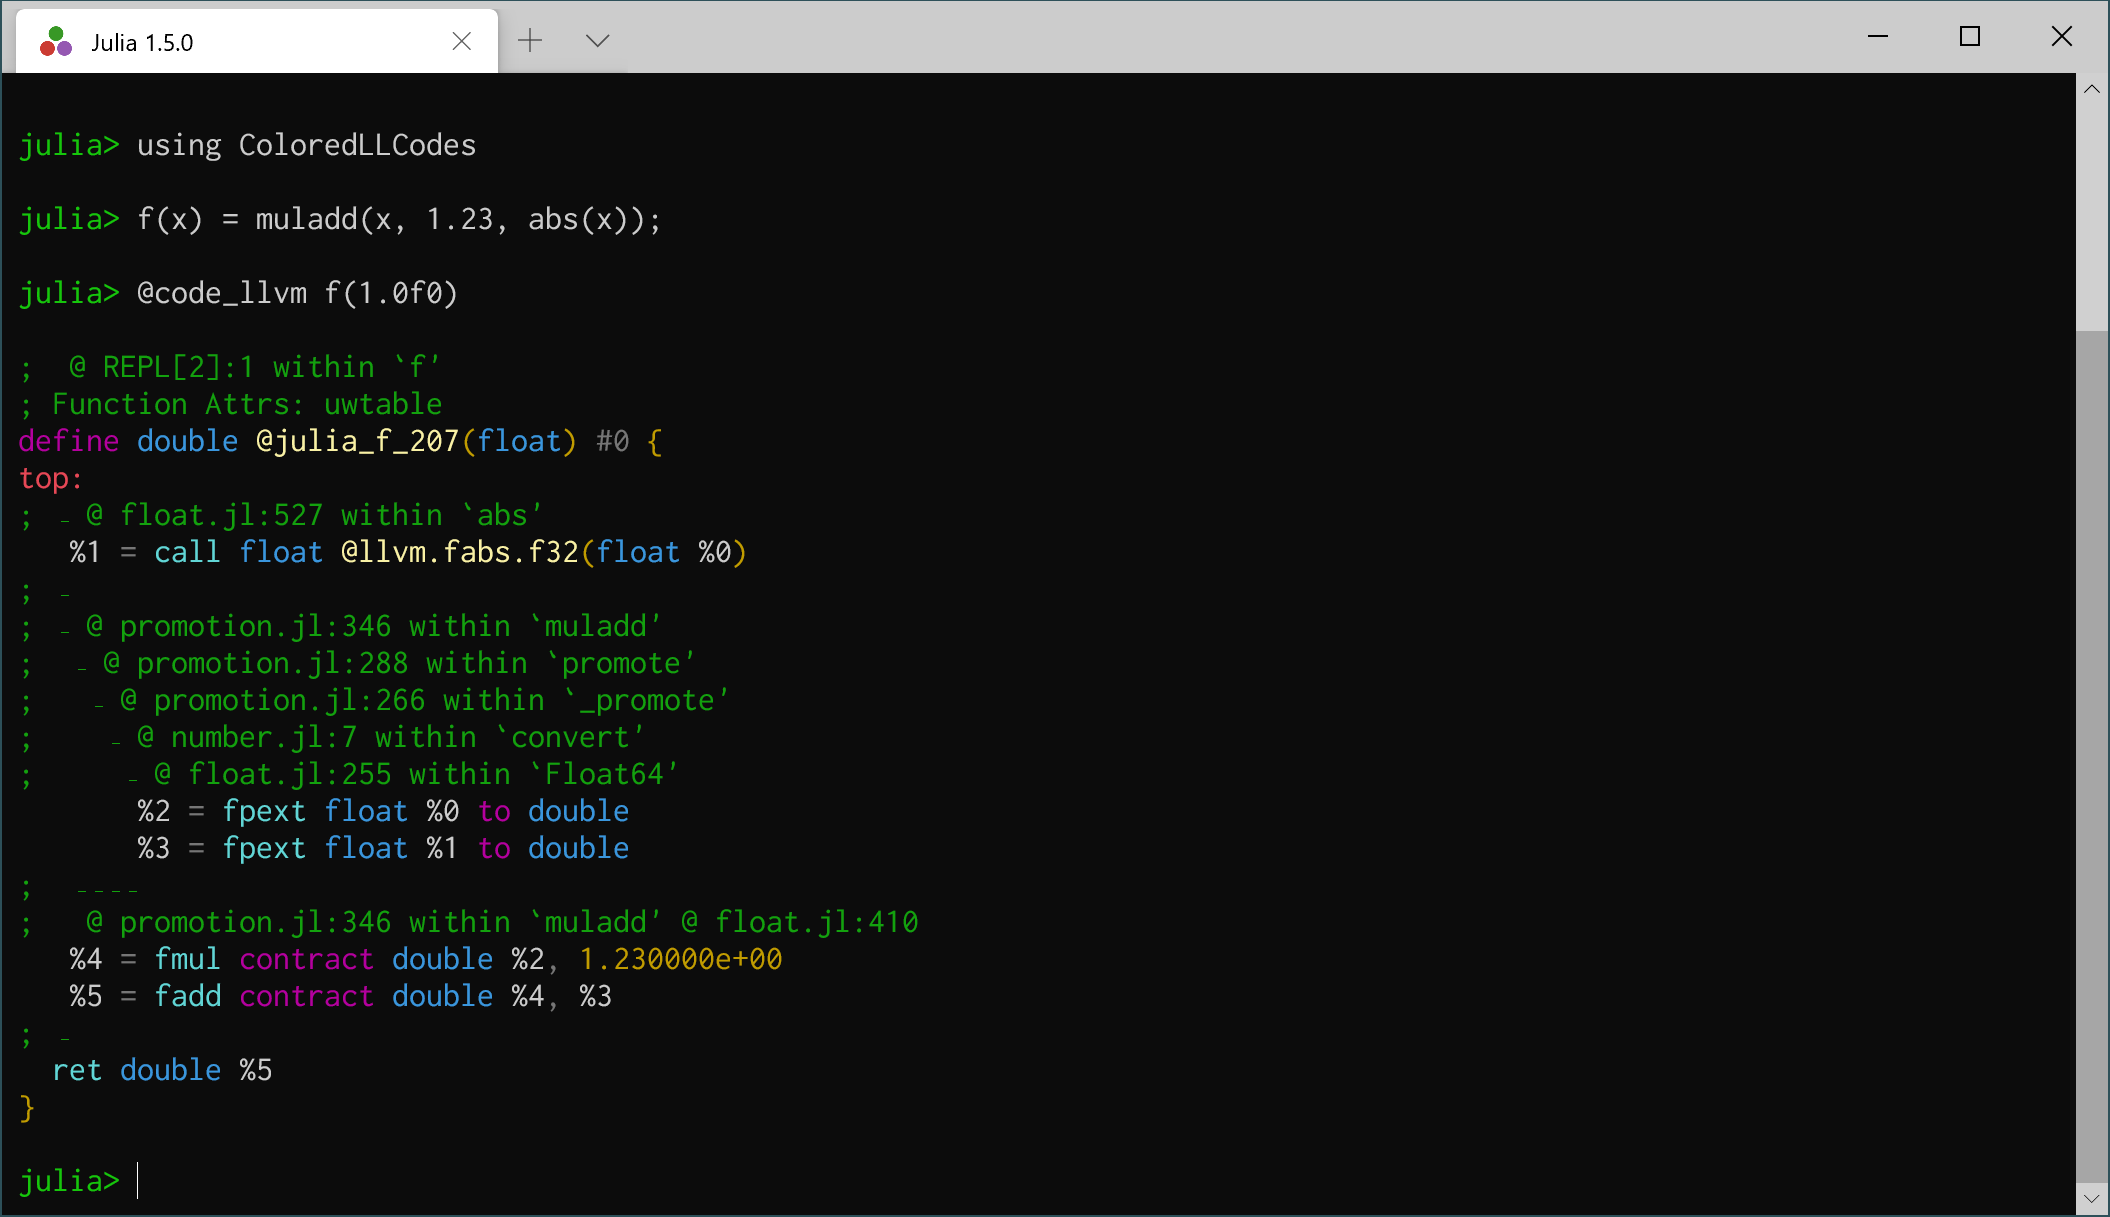 Julia 1.5.0
julia> using ColoredLLCodes
julia> f(x) = muladd(x, 1.23, abs(x));
julia> @code_llvm f(1.0f0)
;  @ REPL[2]:1 within `f'
; Function Attrs: uwtable
define double @julia_f_207(float) #0 {
top:
; - @ float.jl:527 within `abs'
   %1 = call float @llvm.fabs.f32(float %0)
; -
; - @ promotion.jl:346 within `muladd'
;  - @ promotion.jl:288 within `promote'
;   - @ promotion.jl:266 within `_promote'
;    - @ number.jl:7 within `convert'
;     - @ float.jl:255 within `Float64'
       %2 = fpext float %0 to double
       %3 = fpext float %1 to double
;  ----
;   @ promotion.jl:346 within `muladd' @ float.jl:410
   %4 = fmul contract double %2, 1.230000e+00
   %5 = fadd contract double %4, %3
; -
  ret double %5
}
julia>